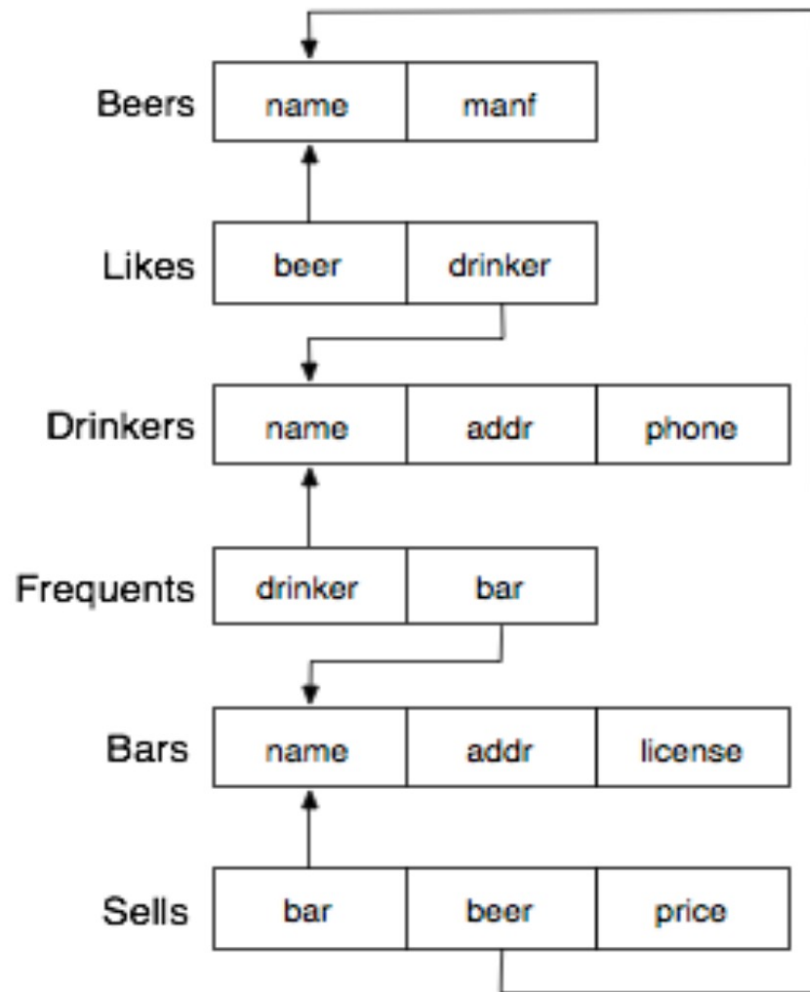 Beers name manf
Likes beer drinker
Drinkers name addr phone
Frequents drinker bar
Bars name addr license
Sells bar beer price